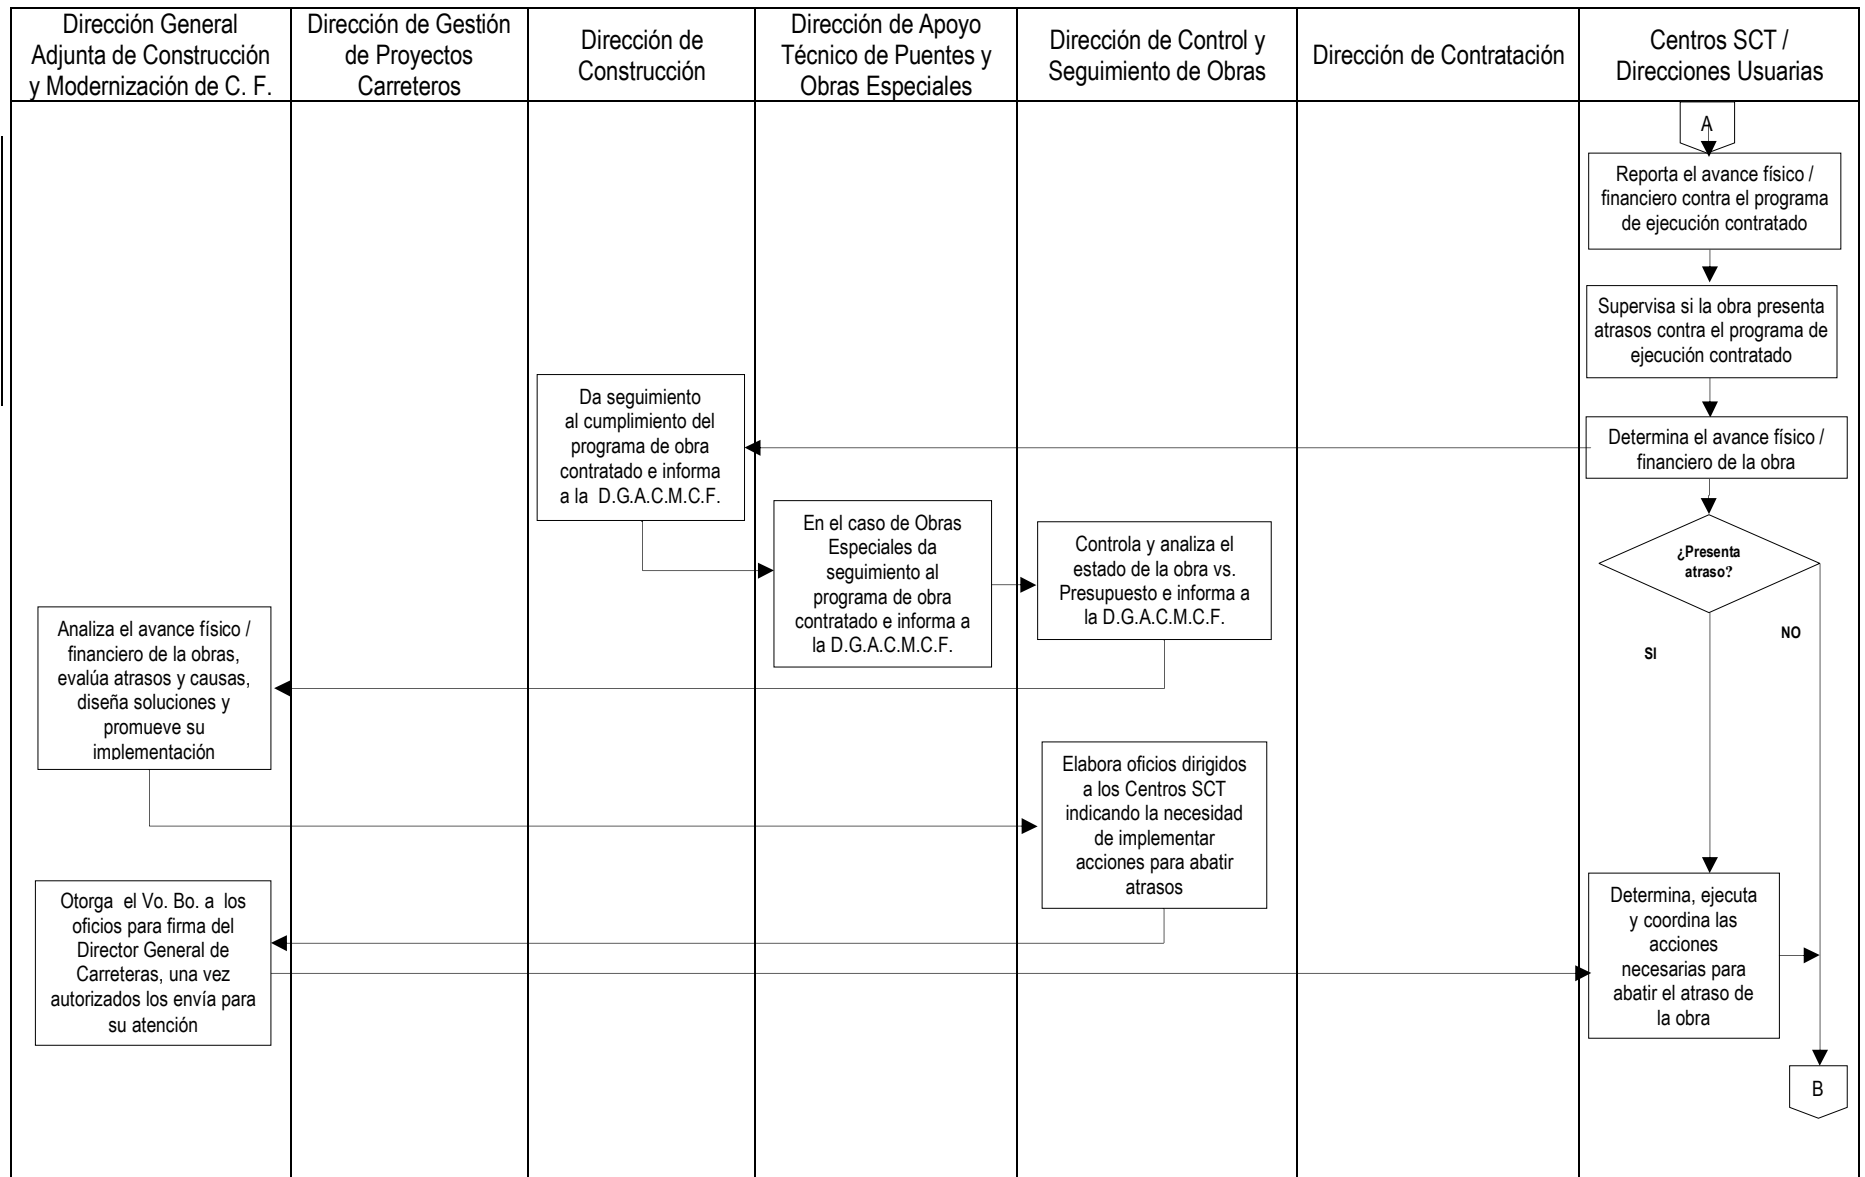 Dirección General
Adjunta de Construcción
y Modernización de C. F.
Dirección de Gestión
de Proyectos
Carreteros
Dirección de
Construcción
Dirección de Apoyo
Técnico de Puentes y
Obras Especiales
Dirección de Control y
Seguimiento de Obras
Dirección de Contratación
Centros SCT /
Direcciones Usuarias
A
Reporta el avance físico /
financiero contra el programa
de ejecución contratado
Supervisa si la obra presenta
atrasos contra el programa de
ejecución contratado
Determina el avance físico /
financiero de la obra
Da seguimiento
al cumplimiento del
programa de obra
contratado e informa
a la D.G.A.C.M.C.F.
En el caso de Obras
Especiales da
seguimiento al
programa de obra
contratado e informa a
la D.G.A.C.M.C.F.
Controla y analiza el
estado de la obra vs.
Presupuesto e informa a
la D.G.A.C.M.C.F.
¿Presenta
atraso?
NO
SI
Analiza el avance físico /
financiero de la obras,
evalúa atrasos y causas,
diseña soluciones y
promueve su
implementación
Elabora oficios dirigidos
a los Centros SCT
indicando la necesidad
de implementar
acciones para abatir
atrasos
Otorga el Vo. Bo. a los
oficios para firma del
Director General de
Carreteras, una vez
autorizados los envía para
su atención
Determina, ejecuta
y coordina las
acciones
necesarias para
abatir el atraso de
la obra
B